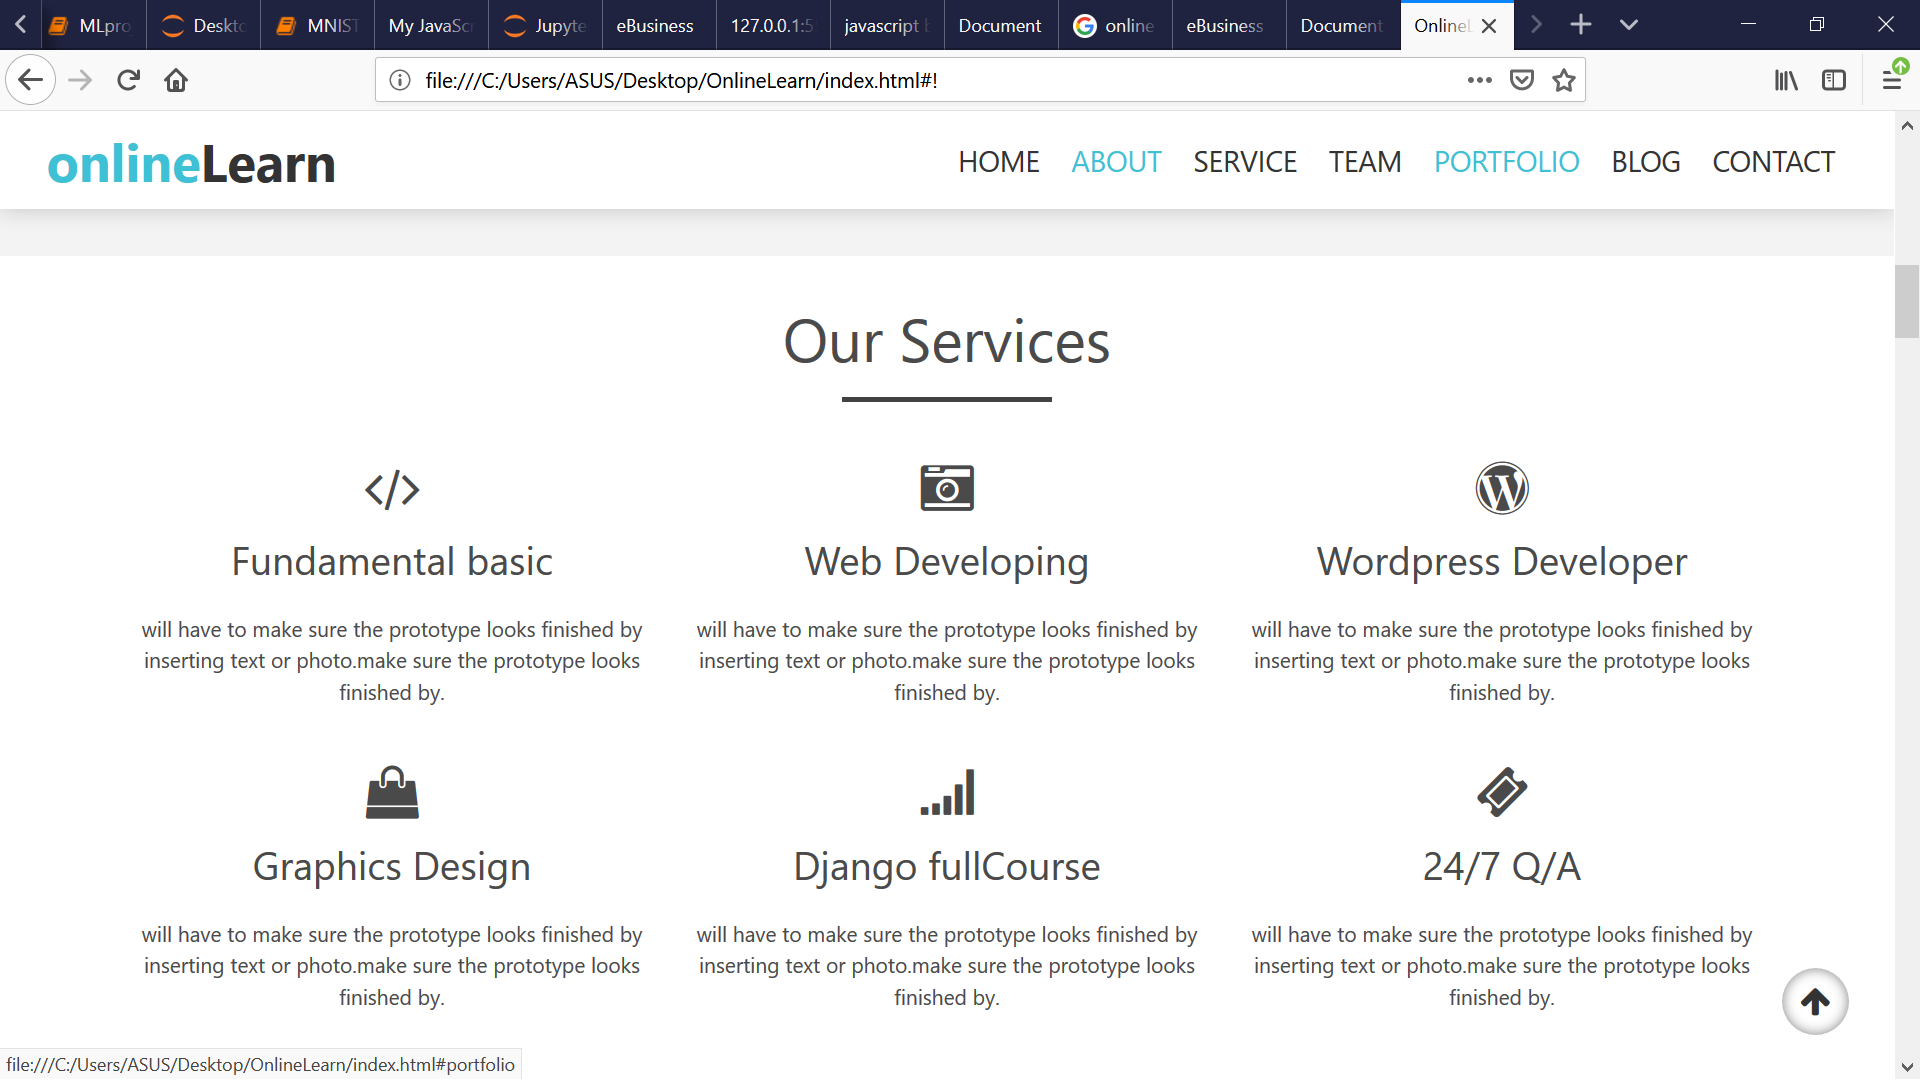 MLpro Deskto MNIST My JavaSc Jupyte eBusiness 127.0.0.1:5 javascript Document online eBusiness Document OnlineL
file:///C:/Users/ASUS/Desktop/OnlineLearn/index.html#!
onlineLearn HOME ABOUT SERVICE TEAM PORTFOLIO BLOG CONTACT
Our Services
Fundamental basic Web Developing Wordpress Developer
will have to make sure the prototype looks finished by will have to make sure the prototype looks finished by will have to make sure the prototype looks finished by
inserting text or photo.make sure the prototype looks inserting text or photo.make sure the prototype looks inserting text or photo.make sure the prototype looks
finished by. finished by. finished by.
Graphics Design Django fullCourse 24/7 Q/A
will have to make sure the prototype looks finished by will have to make sure the prototype looks finished by will have to make sure the prototype looks finished by
inserting text or photo.make sure the prototype looks inserting text or photo.make sure the prototype looks inserting text or photo.make sure the prototype looks
finished by. finished by. finished by.
file:///C:/Users/ASUS/Desktop/OnlineLearn/index.html#portfolio